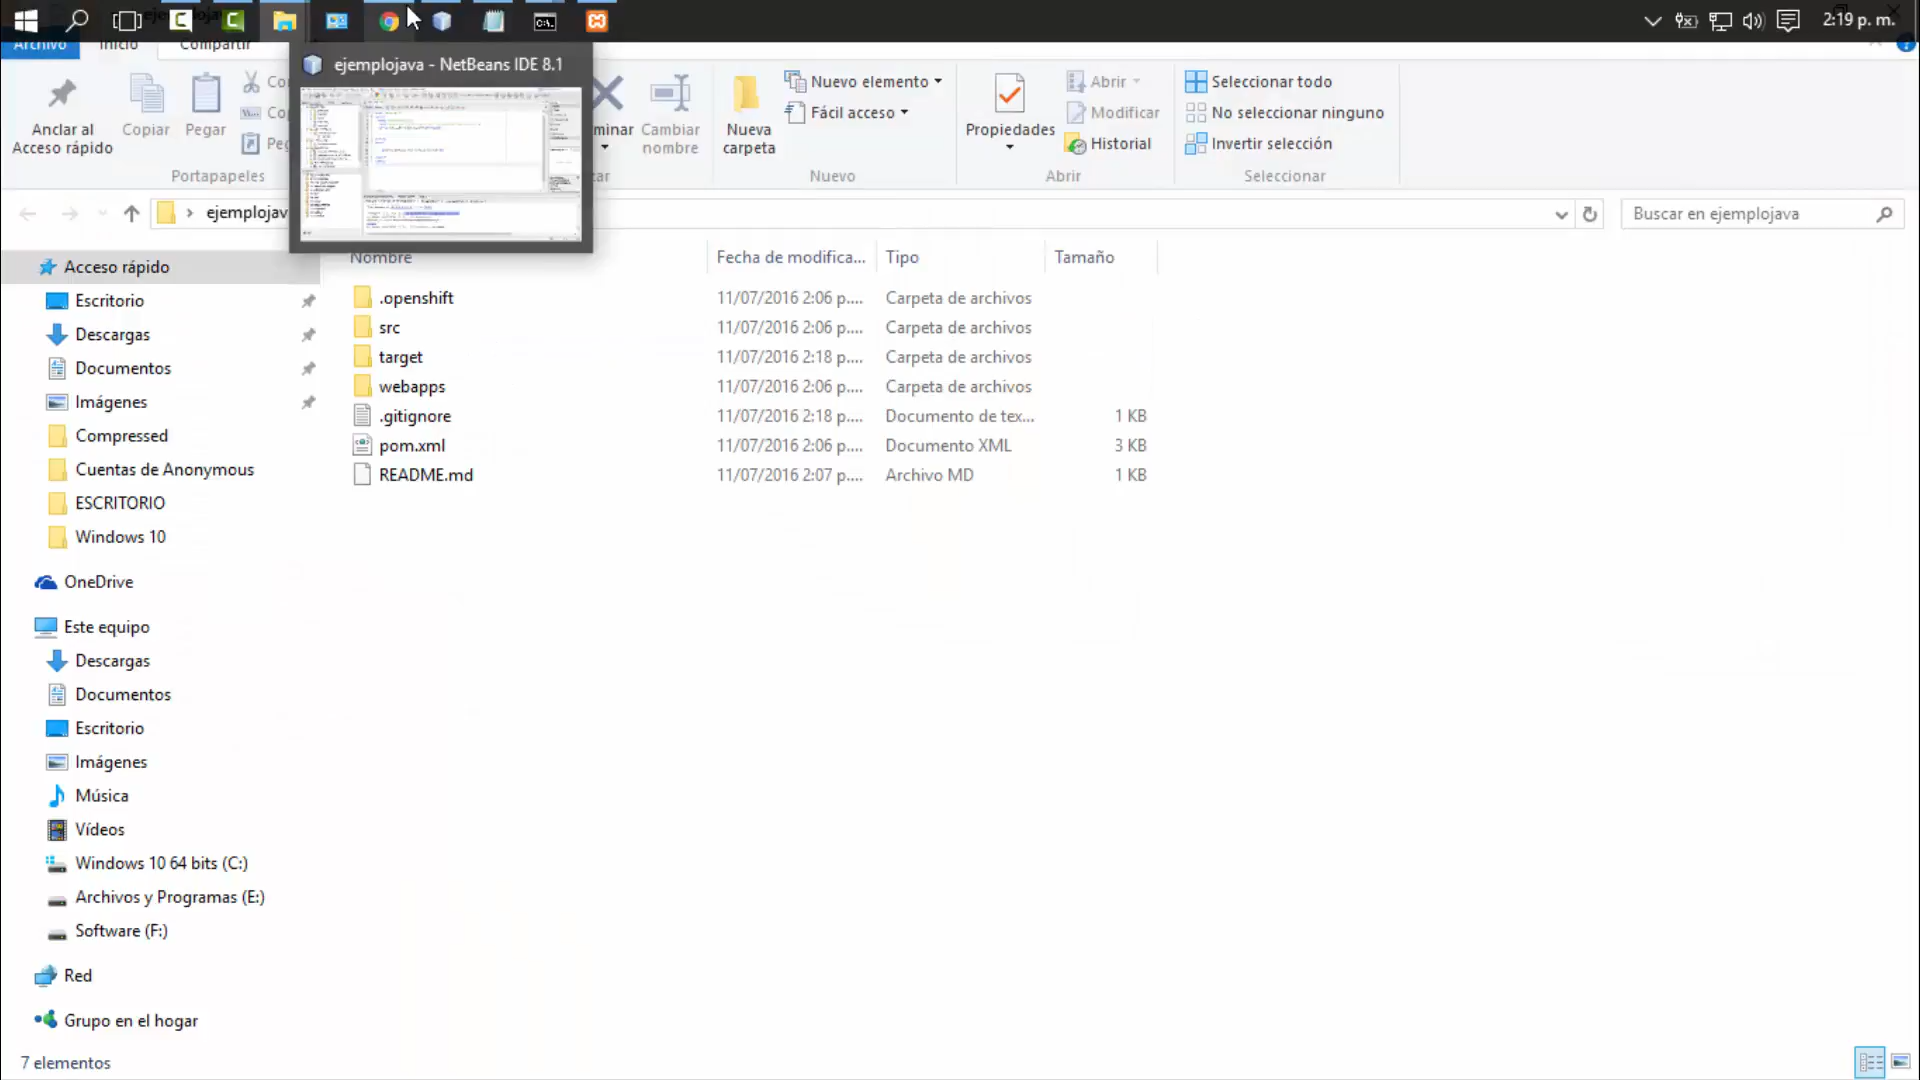 2:19 p. m.
Archivo Inicio Compartir
ejemplojava - NetBeans IDE 8.1
Anclar al
Acceso rápido
Copiar
Pegar
Portapapeles
Cambiar
nombre
Nueva
carpeta
Nuevo elemento
Fácil acceso
Nuevo
Propiedades
Abrir
Modificar
Historial
Abrir
Seleccionar todo
No seleccionar ninguno
Invertir selección
Seleccionar
ejemplojav
Buscar en ejemplojava
Nombre Fecha de modifica... Tipo Tamaño
.openshift 11/07/2016 2:06 p.... Carpeta de archivos
src 11/07/2016 2:06 p.... Carpeta de archivos
target 11/07/2016 2:18 p.... Carpeta de archivos
webapps 11/07/2016 2:06 p.... Carpeta de archivos
.gitignore 11/07/2016 2:18 p.... Documento de tex... 1 KB
pom.xml 11/07/2016 2:06 p.... Documento XML 3 KB
README.md 11/07/2016 2:07 p.... Archivo MD 1 KB
Acceso rápido
Escritorio
Descargas
Documentos
Imágenes
Compressed
Cuentas de Anonymous
ESCRITORIO
Windows 10
OneDrive
Este equipo
Descargas
Documentos
Escritorio
Imágenes
Música
Vídeos
Windows 10 64 bits (C:)
Archivos y Programas (E:)
Software (F:)
Red
Grupo en el hogar
7 elementos